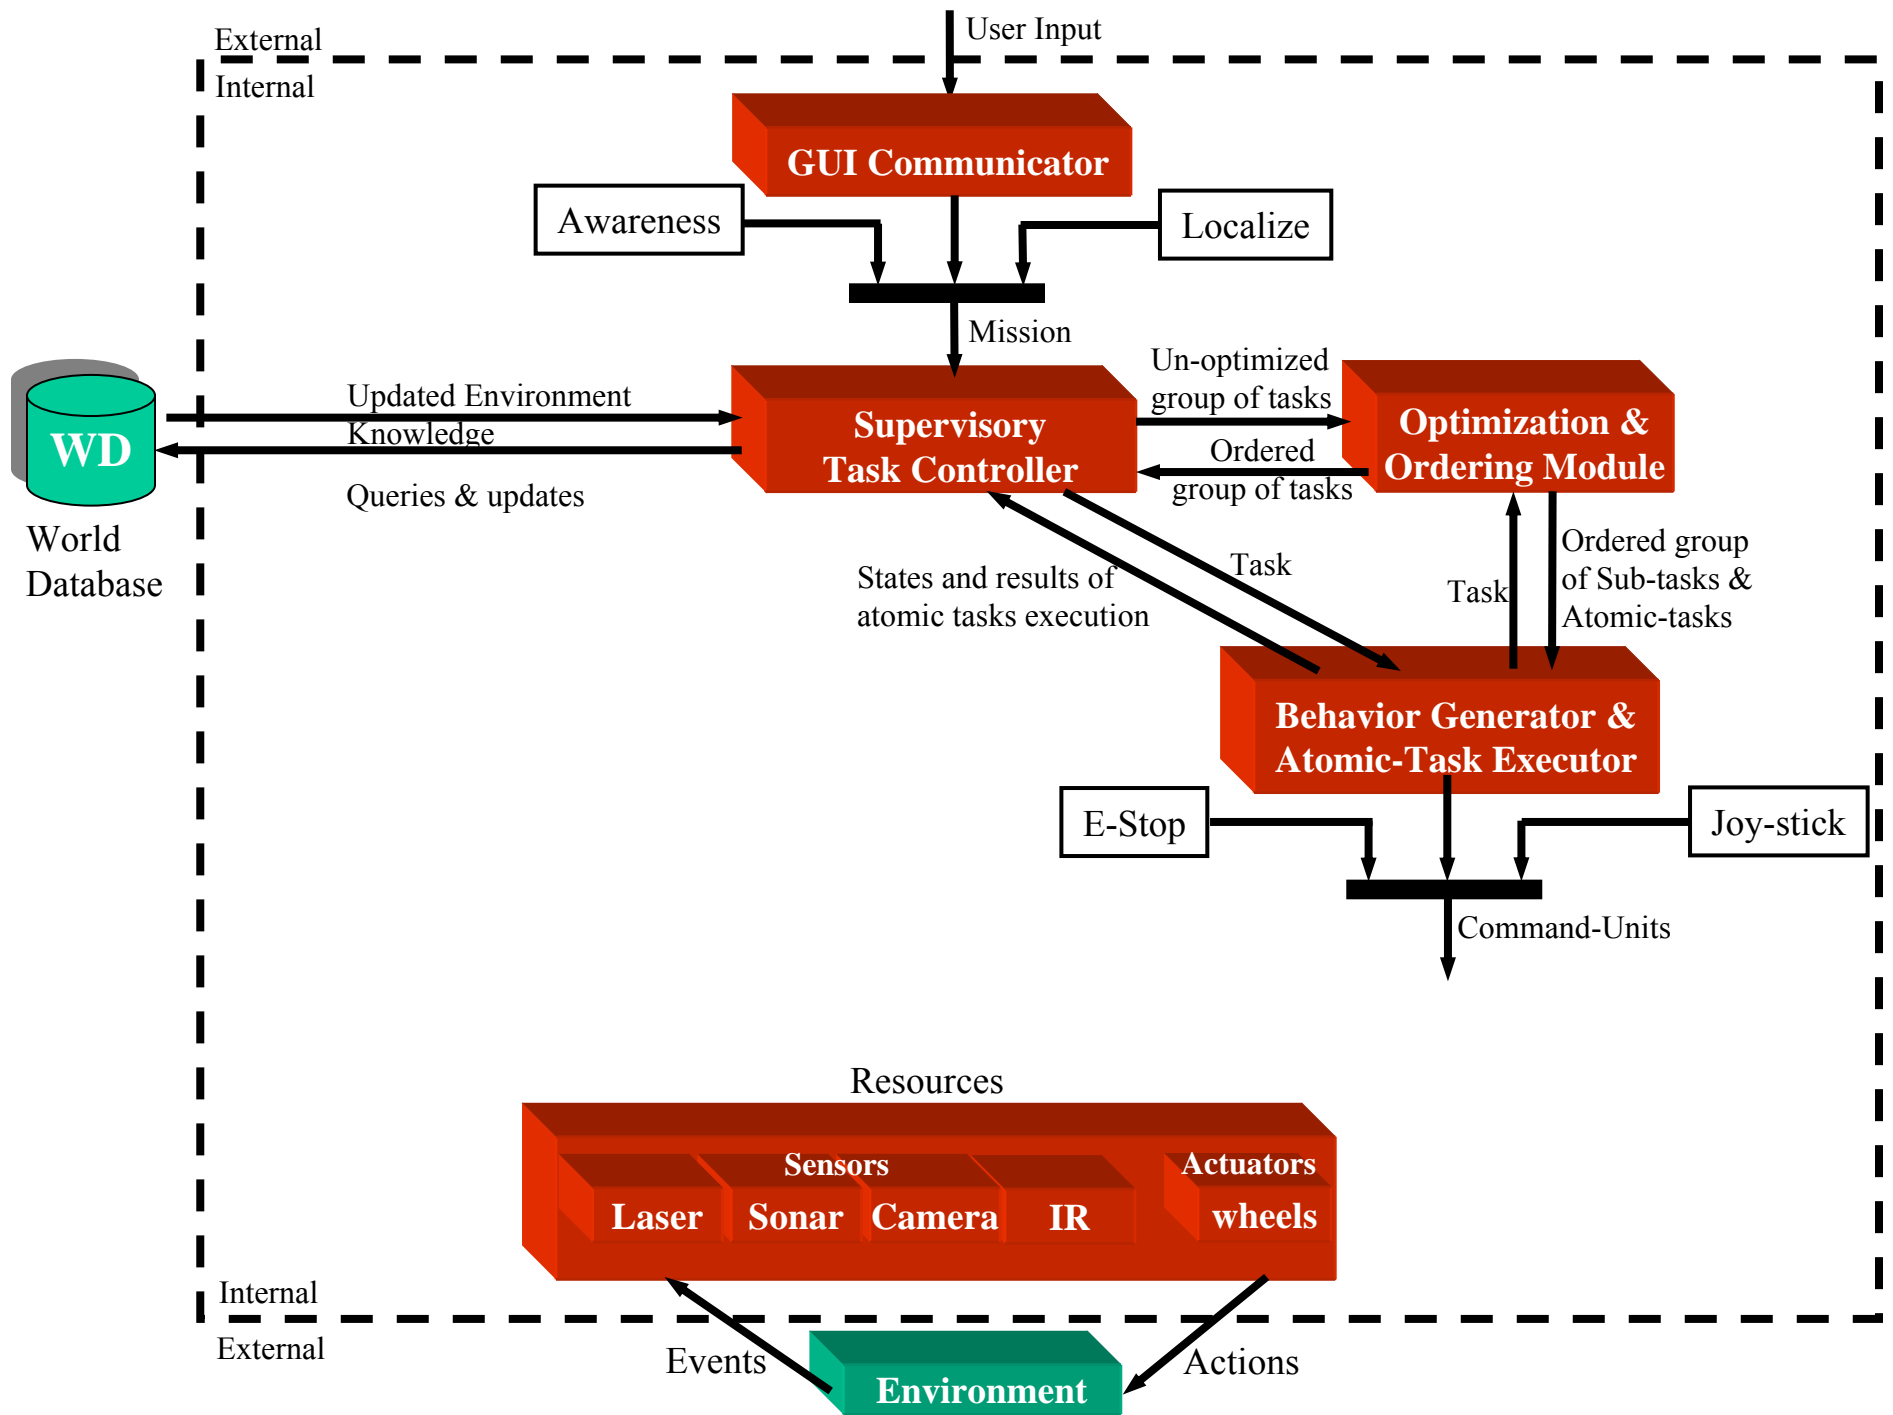 User Input
External
Internal
GUI Communicator
Awareness
Localize
Mission
Un-optimized
group of tasks
Updated Environment
Knowledge
Supervisory
Task Controller
Optimization &
Ordering Module
Ordered
group of tasks
WD
Queries & updates
World
Database
States and results of
atomic tasks execution
Task
Task
Ordered group
of Sub-tasks &
Atomic-tasks
Behavior Generator &
Atomic-Task Executor
E-Stop
Joy-stick
Command-Units
Resources
Sensors
Actuators
Laser
Sonar
Camera
IR
wheels
Internal
External
Events
Actions
Environment